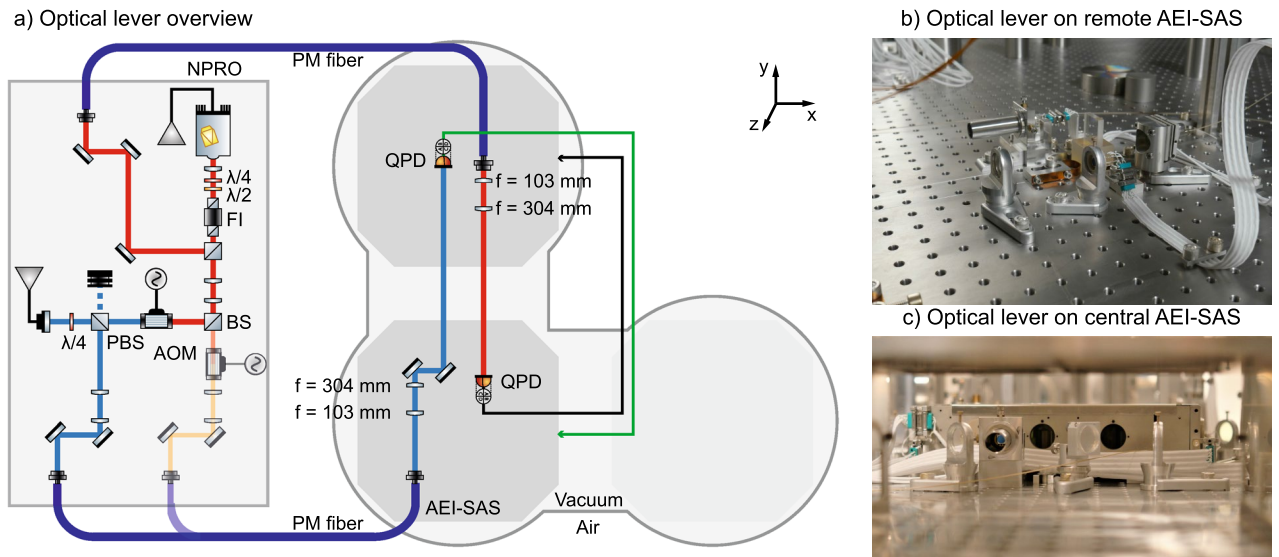 a) Optical lever overview
PM fiber
NPRO
λ/4
λ/2
FI
BS
PBS
λ/4
AOM
PM fiber
QPD
f = 103 mm
f = 304 mm
f = 304 mm
f = 103 mm
QPD
AEI-SAS
Vacuum
Air
y
x
z
b) Optical lever on remote AEI-SAS
c) Optical lever on central AEI-SAS